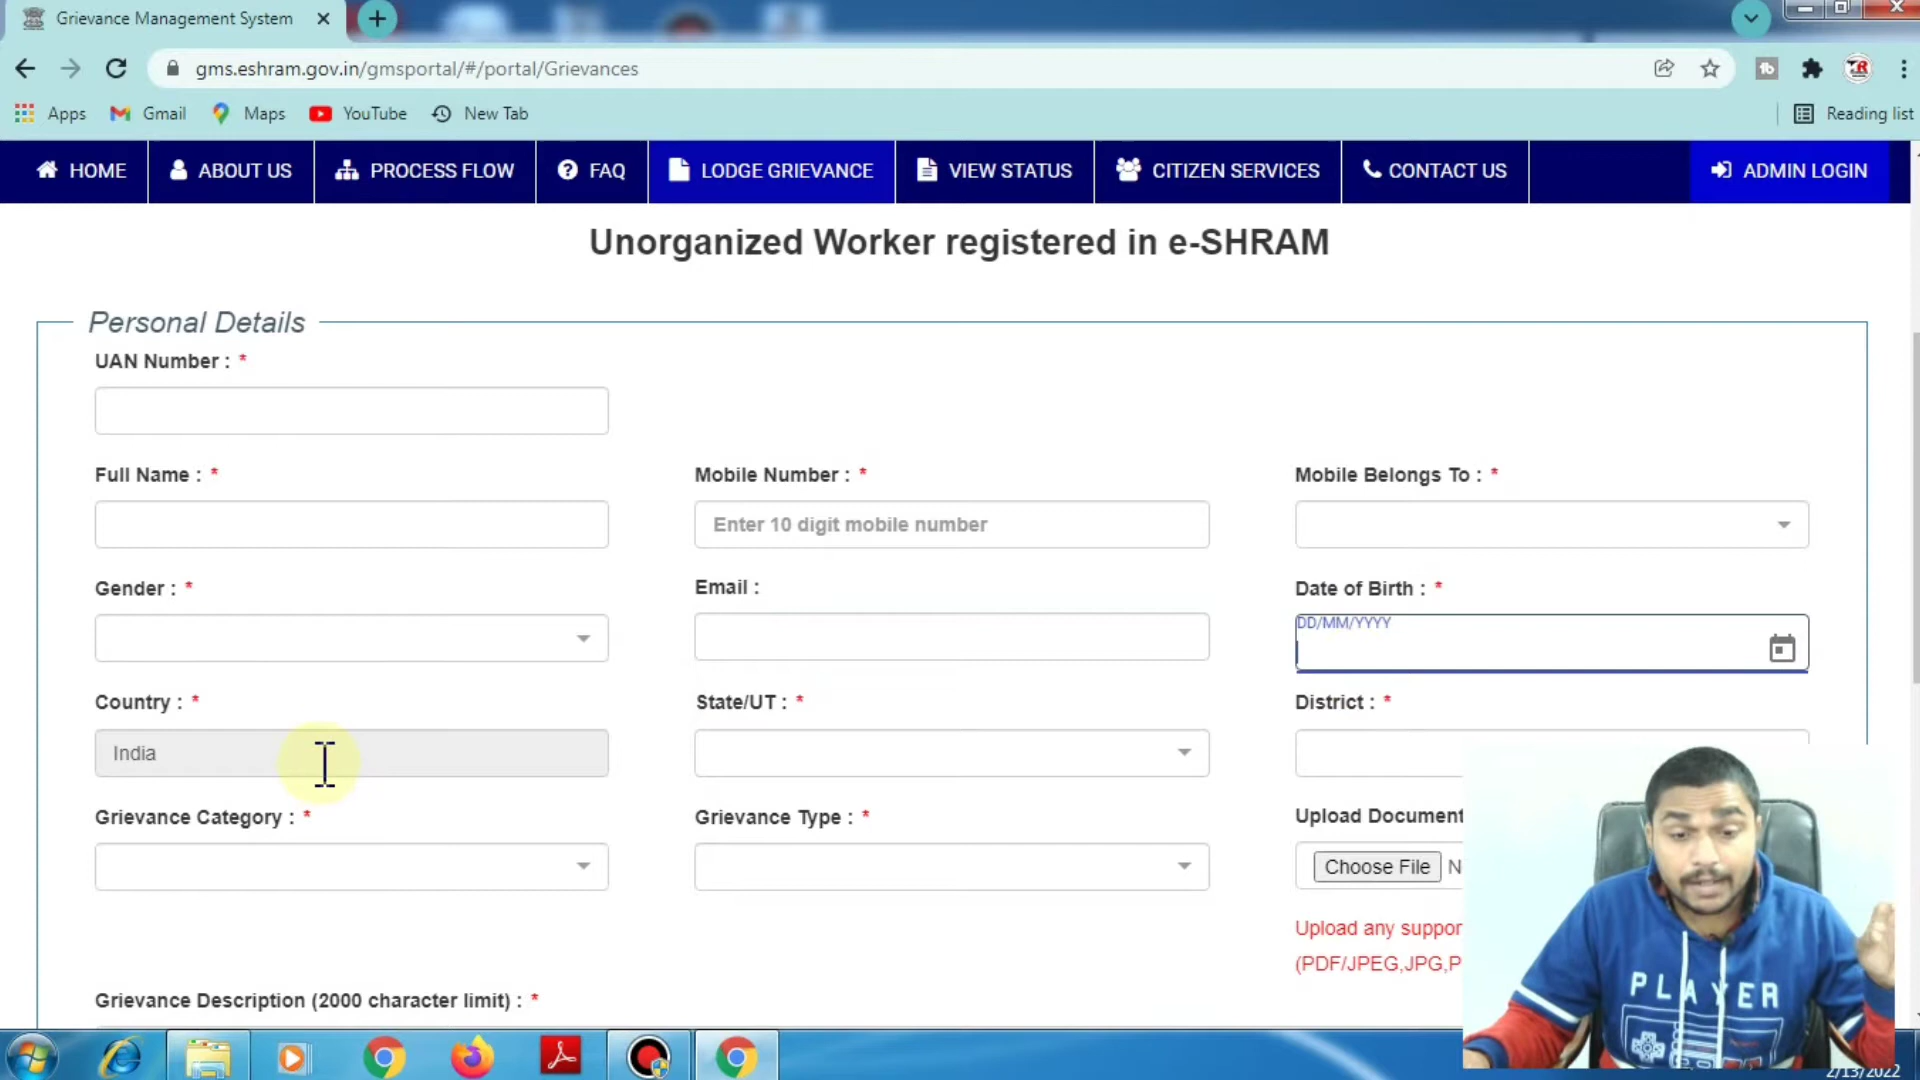 Grievance Management System
gms.eshram.gov.in/gmsportal/#/portal/Grievances
Apps Gmail Maps YouTube New Tab Reading list
HOME ABOUT US PROCESS FLOW FAQ LODGE GRIEVANCE VIEW STATUS CITIZEN SERVICES CONTACT US ADMIN LOGIN
Unorganized Worker registered in e-SHRAM
Personal Details
UAN Number : *
Full Name : * Mobile Number : * Mobile Belongs To : *
Enter 10 digit mobile number
Gender : * Email : Date of Birth : *
DD/MM/YYYY
Country : * State/UT : * District : *
India
Grievance Category : * Grievance Type : * Upload Document
Choose File N
Upload any suppor
(PDF/JPEG,JPG,P
Grievance Description (2000 character limit) : *
PLAYER
2/13/2022